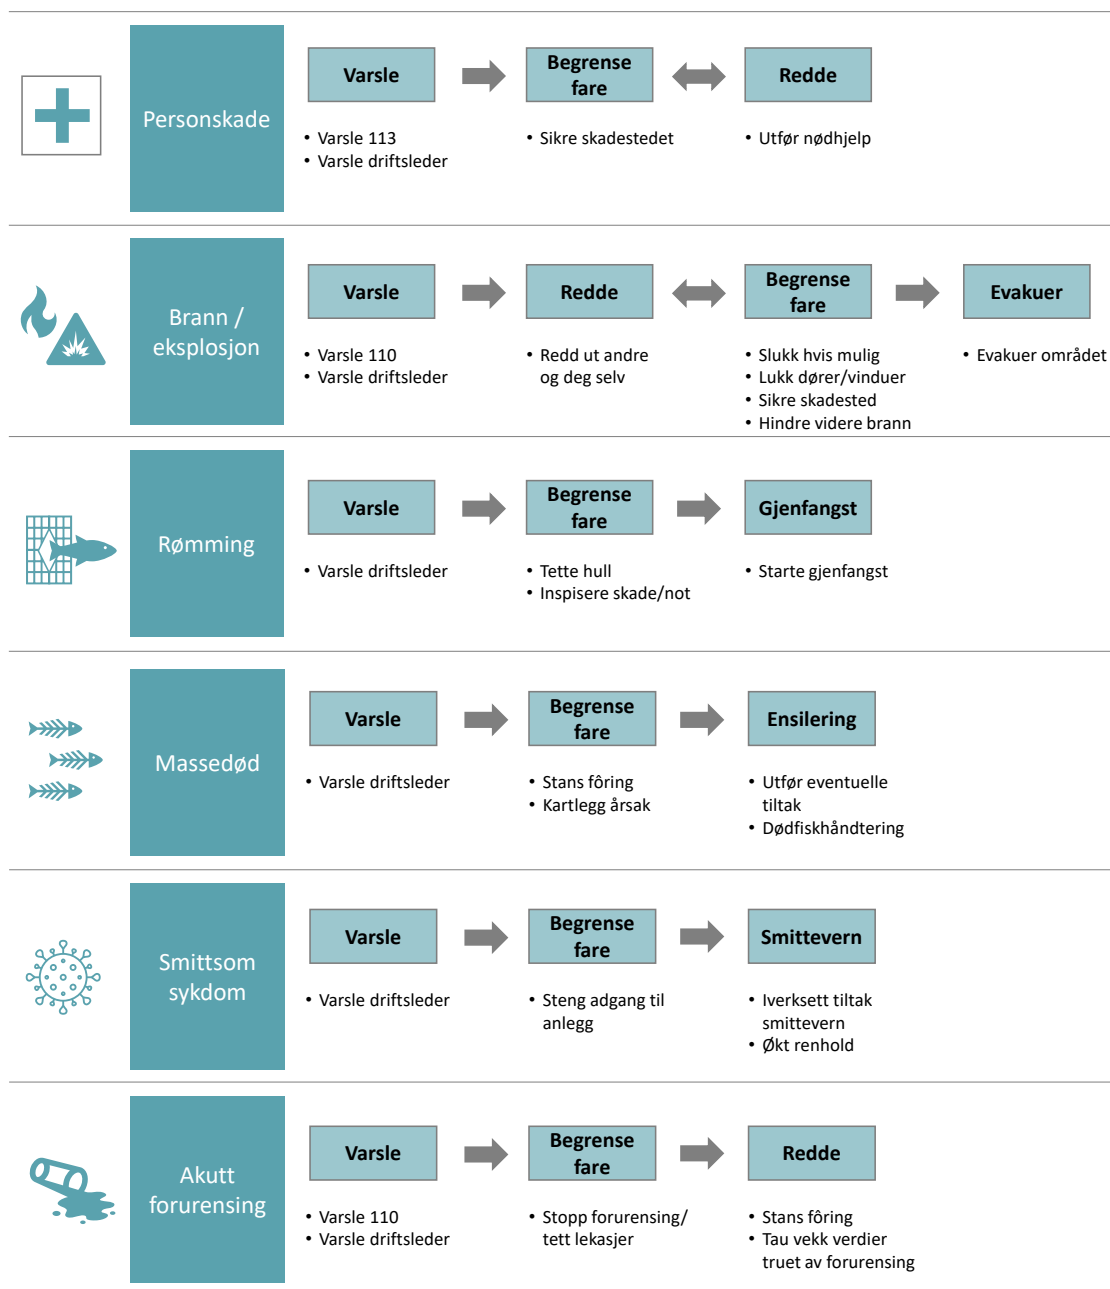 Personskade
Varsle
Begrense
fare
Redde
• Varsle 113
• Varsle driftsleder
• Sikre skadestedet
• Utfør nødhjelp
Brann /
eksplosjon
Varsle
Redde
Begrense
fare
Evakuer
• Varsle 110
• Varsle driftsleder
• Redd ut andre
og deg selv
• Slukk hvis mulig
• Lukk dører/vinduer
• Sikre skadested
• Hindre videre brann
• Evakuer området
Rømming
Varsle
Begrense
fare
Gjenfangst
• Varsle driftsleder
• Tette hull
• Inspisere skade/not
• Starte gjenfangst
Massedød
Varsle
Begrense
fare
Ensilering
• Varsle driftsleder
• Stans fôring
• Kartlegg årsak
• Utfør eventuelle
tiltak
• Dødfiskhåndtering
Smittsom
sykdom
Varsle
Begrense
fare
Smittevern
• Varsle driftsleder
• Steng adgang til
anlegg
• Iverksett tiltak
smittevern
• Økt renhold
Akutt
forurensing
Varsle
Begrense
fare
Redde
• Varsle 110
• Varsle driftsleder
• Stopp forurensing/
tett lekasjer
• Stans fôring
• Tau vekk verdier
truet av forurensing